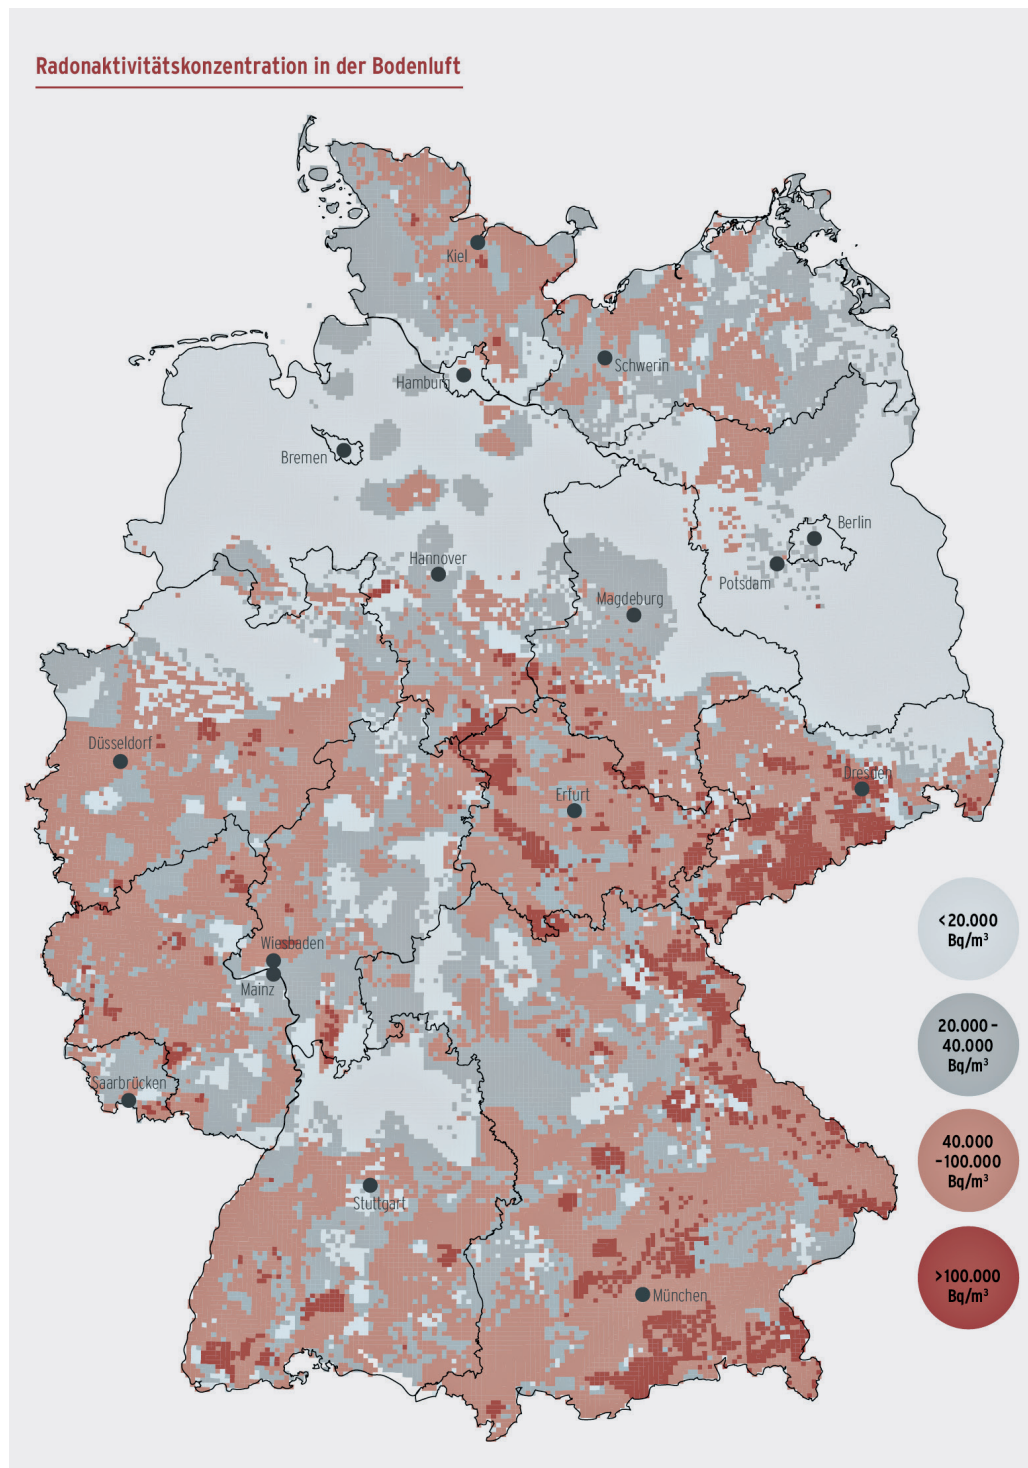 Radonaktivitätskonzentration in der Bodenluft
Kiel
Schwerin
Hamburg
Bremen
Berlin
Hannover
Potsdam
Magdeburg
Düsseldorf
Dresden
Erfurt
Wiesbaden
Mainz
Saarbrücken
Stuttgart
München
<20.000
Bq/m³
20.000 –
40.000
Bq/m³
40.000
–100.000
Bq/m³
>100.000
Bq/m³